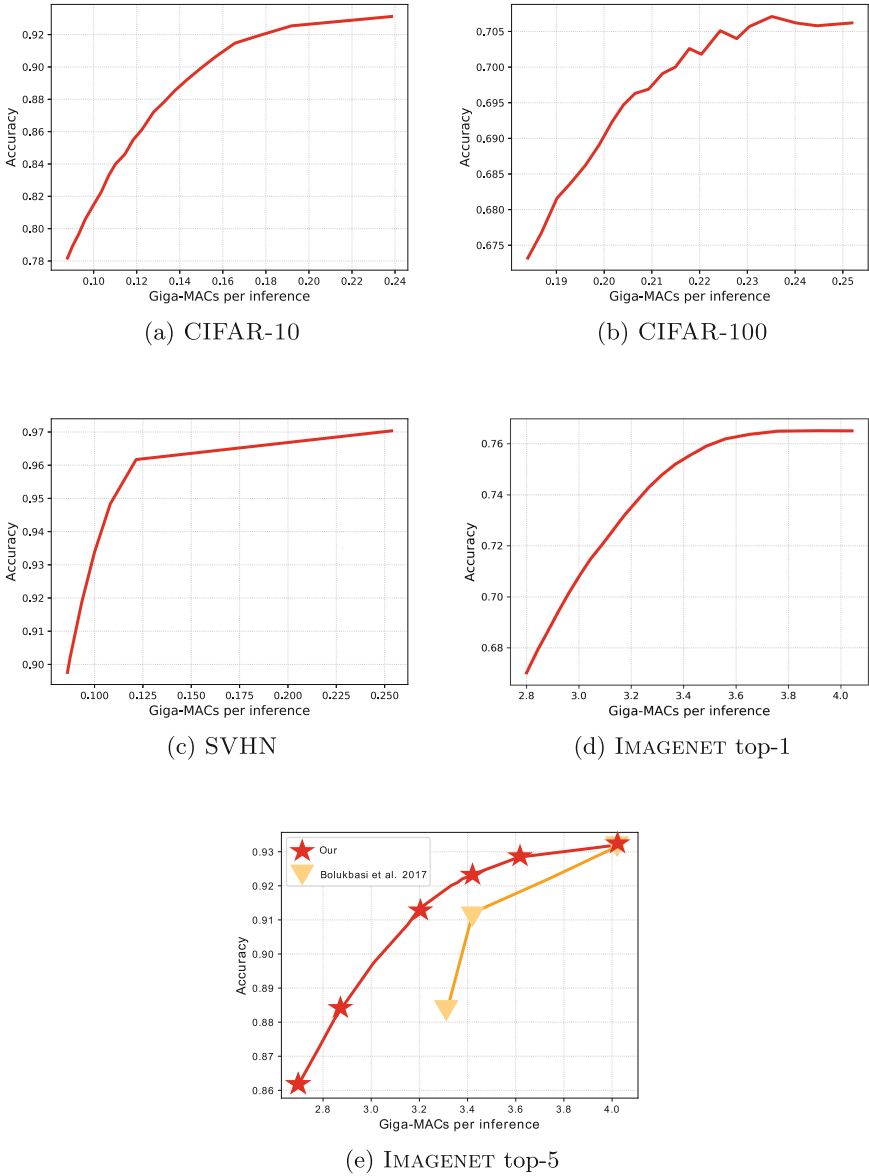 0.92
0.90
0.88
0.86
0.84
0.82
0.80
0.78
Accuracy
0.10 0.12 0.14 0.16 0.18 0.20 0.22 0.24
Giga-MACs per inference
(a) CIFAR-10
0.705
0.700
0.695
0.690
0.685
0.680
0.675
Accuracy
0.19 0.20 0.21 0.22 0.23 0.24 0.25
Giga-MACs per inference
(b) CIFAR-100
0.97
0.96
0.95
0.94
0.93
0.92
0.91
0.90
Accuracy
0.100 0.125 0.150 0.175 0.200 0.225 0.250
Giga-MACs per inference
(c) SVHN
0.76
0.74
0.72
0.70
0.68
Accuracy
2.8 3.0 3.2 3.4 3.6 3.8 4.0
Giga-MACs per inference
(d) IMAGENET top-1
Our
Bolukbasi et al. 2017
0.93
0.92
0.91
0.90
0.89
0.88
0.87
0.86
Accuracy
2.8 3.0 3.2 3.4 3.6 3.8 4.0
Giga-MACs per inference
(e) IMAGENET top-5